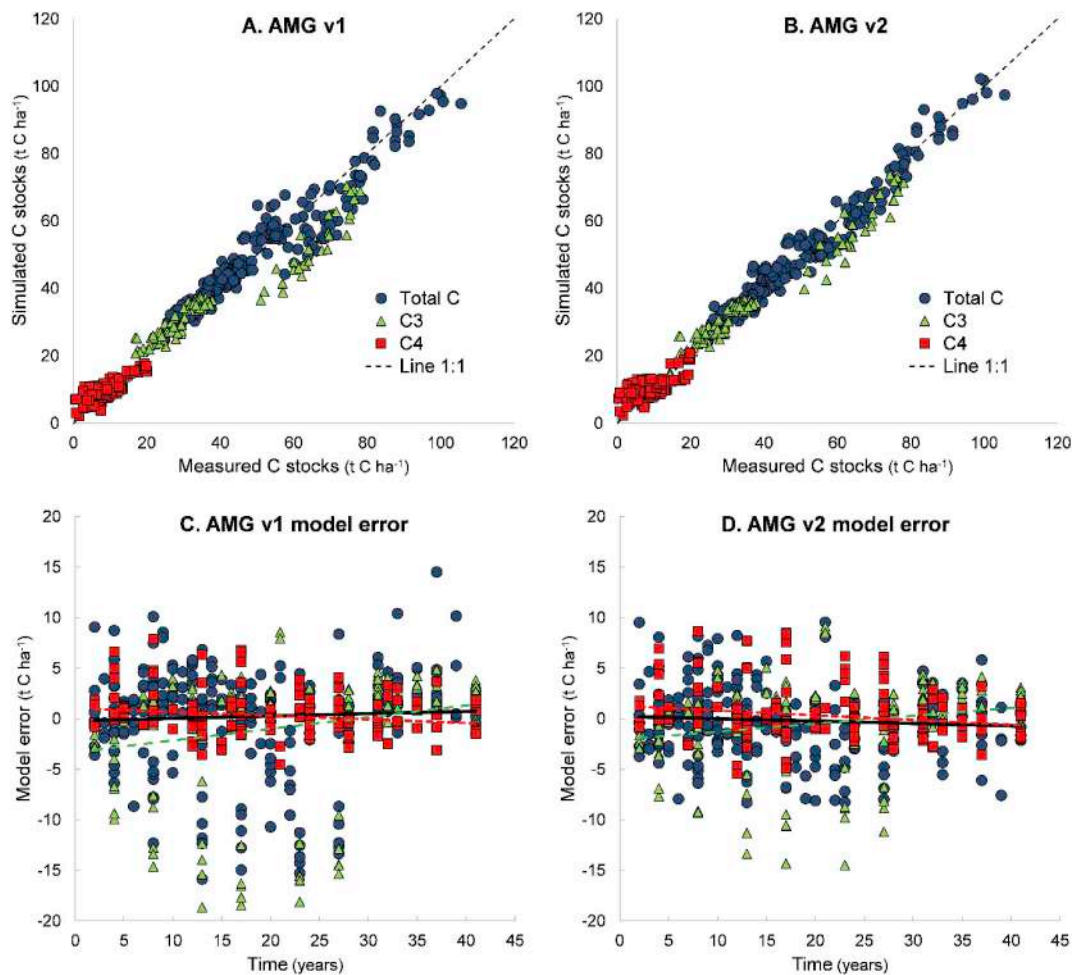 A. AMG v1
120
100
80
60
40
20
0
Simulated C stocks (t C ha⁻¹)
Total C
C3
C4
Line 1:1
0 20 40 60 80 100 120
Measured C stocks (t C ha⁻¹)
B. AMG v2
120
100
80
60
40
20
0
Simulated C stocks (t C ha⁻¹)
Total C
C3
C4
Line 1:1
0 20 40 60 80 100 120
Measured C stocks (t C ha⁻¹)
C. AMG v1 model error
20
15
10
5
0
-5
-10
-15
-20
Model error (t C ha⁻¹)
0 5 10 15 20 25 30 35 40 45
Time (years)
D. AMG v2 model error
20
15
10
5
0
-5
-10
-15
-20
Model error (t C ha⁻¹)
0 5 10 15 20 25 30 35 40 45
Time (years)